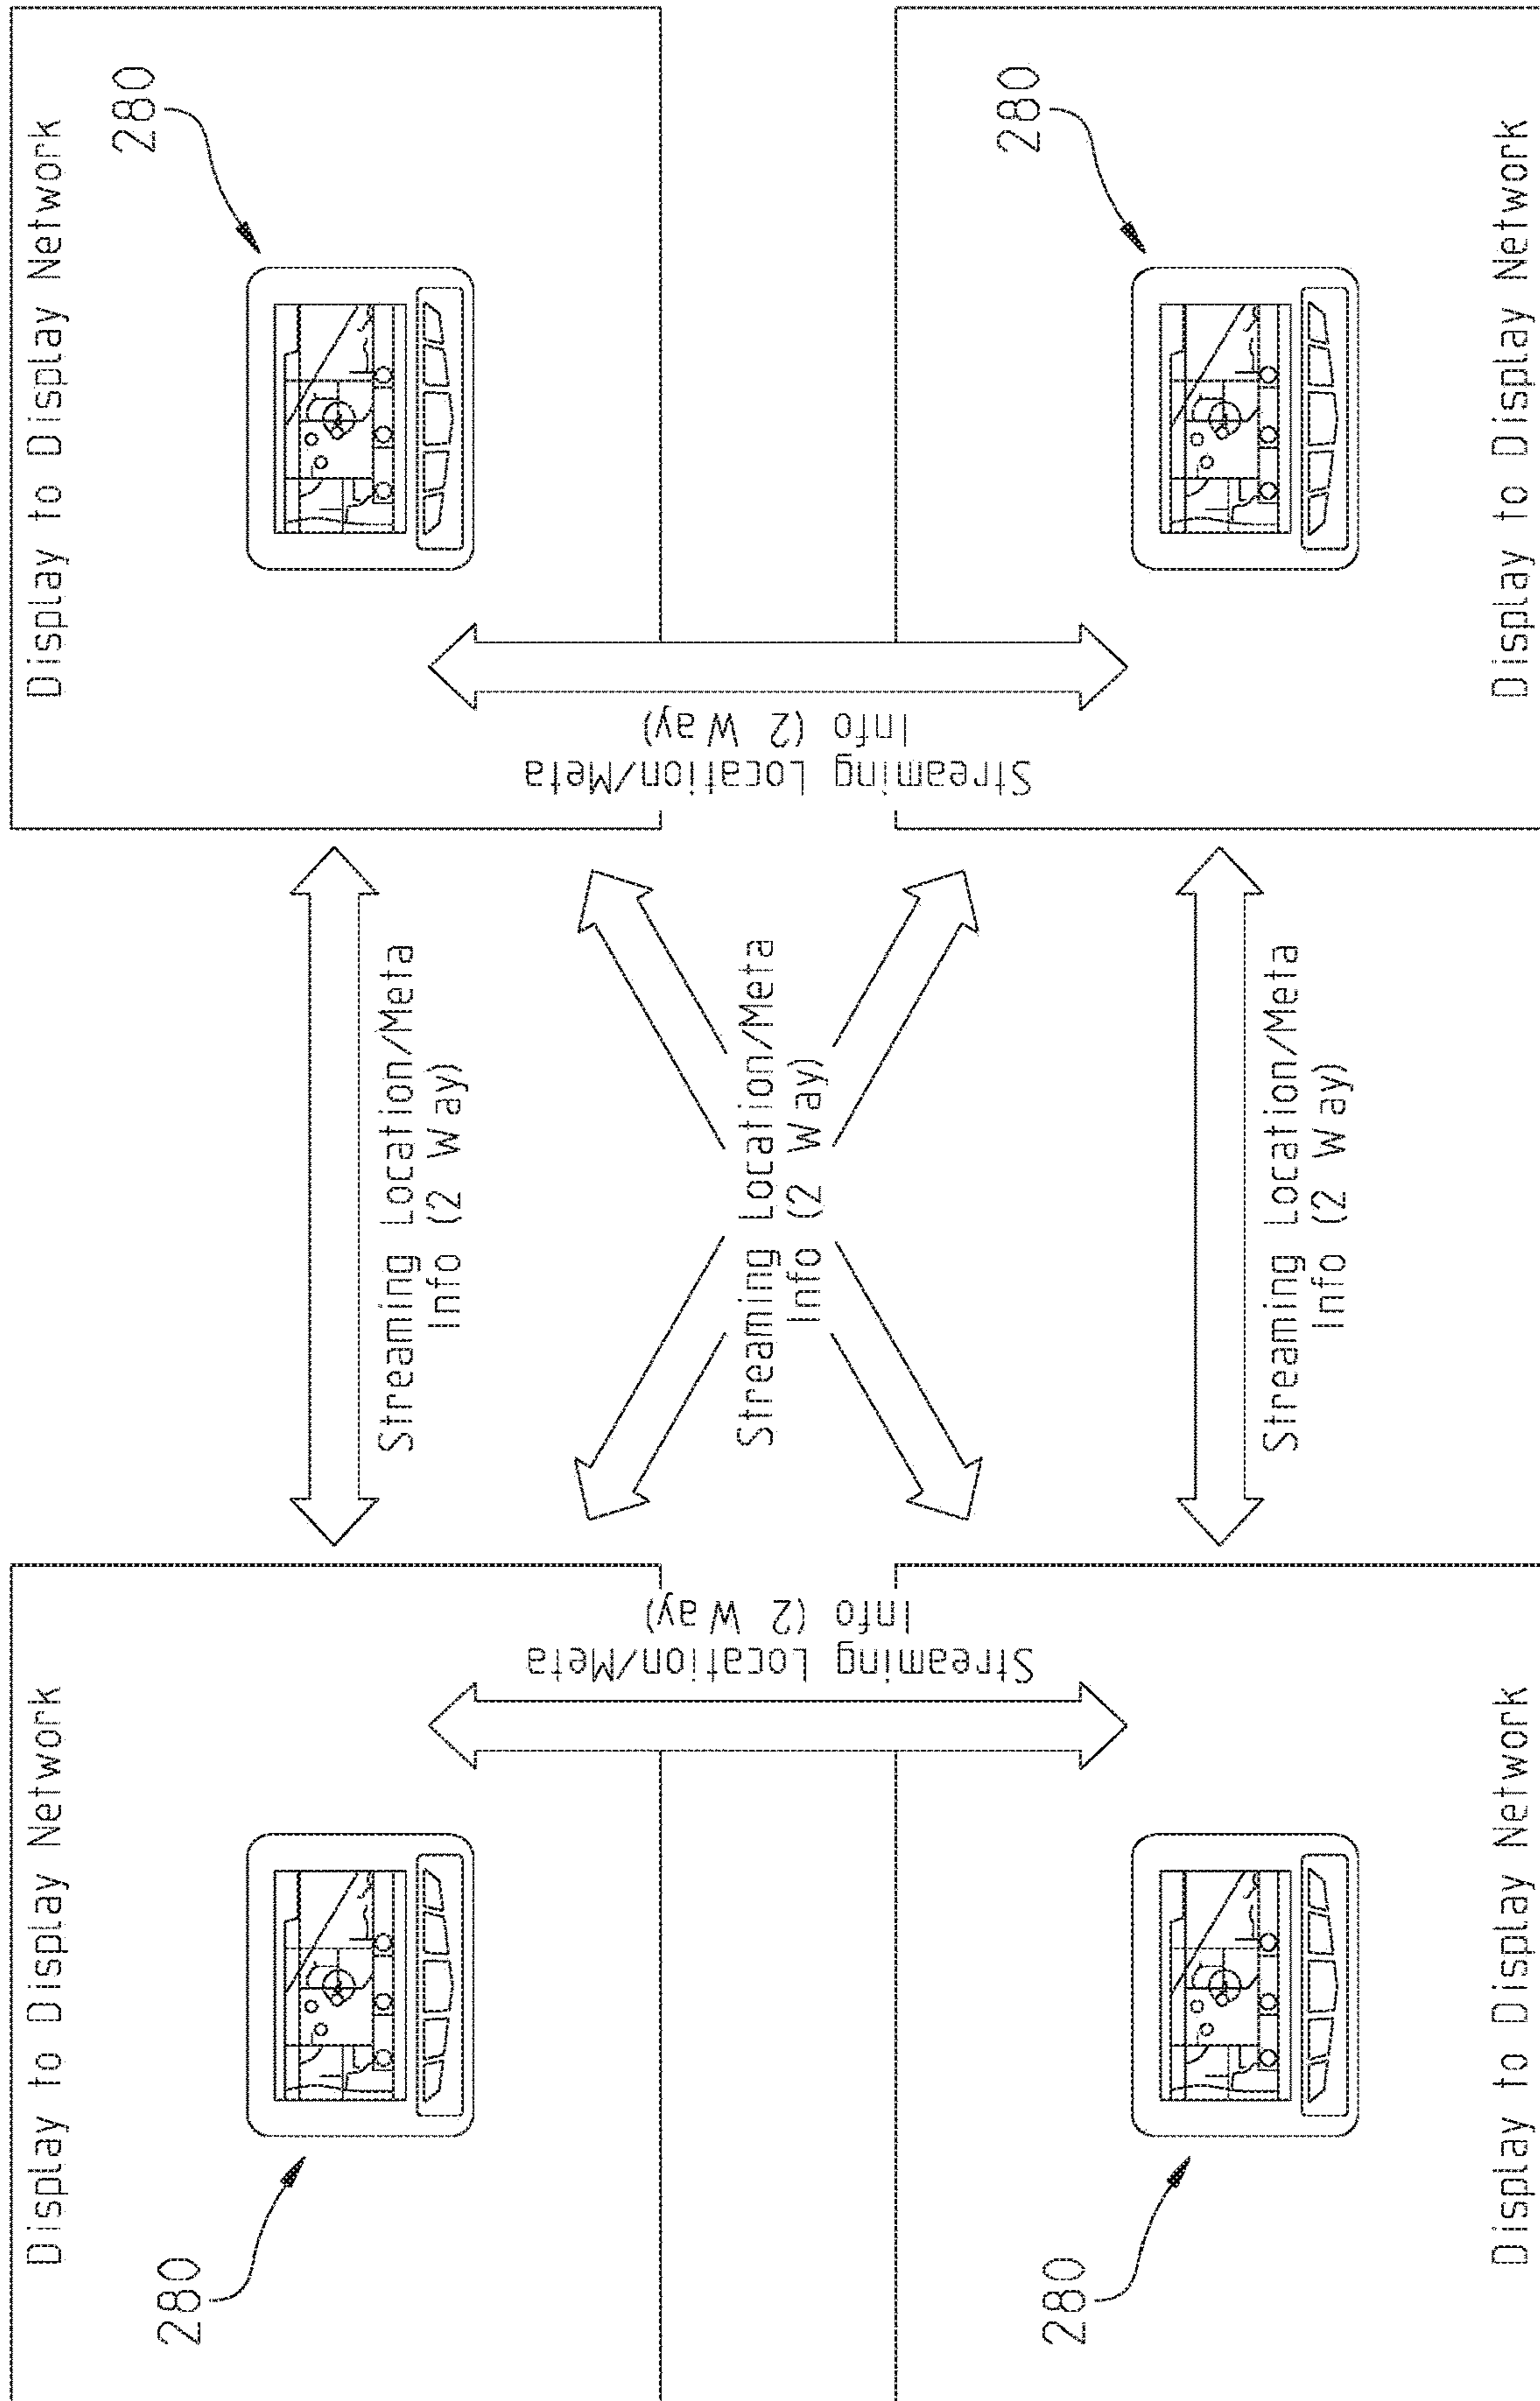 Display to Display Network
Display to Display Network
280
280
Streaming Location/Meta
Info (2 Way)
Streaming Location/Meta
Info (2 Way)
Streaming Location/Meta
Info (2 Way)
Streaming Location/Meta
Info (2 Way)
280
280
Streaming Location/Meta
Info (2 Way)
Display to Display Network
Display to Display Network